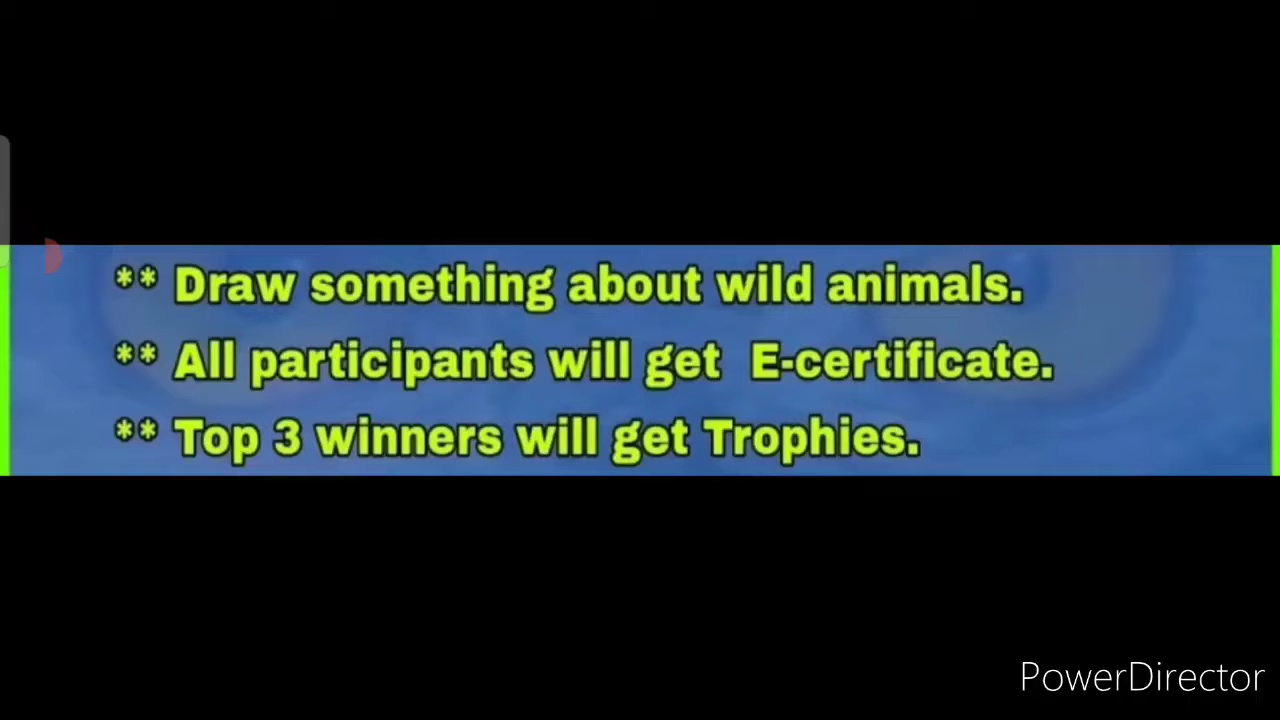 ** Draw something about wild animals.
** All participants will get E-certificate.
** Top 3 winners will get Trophies.
PowerDirector